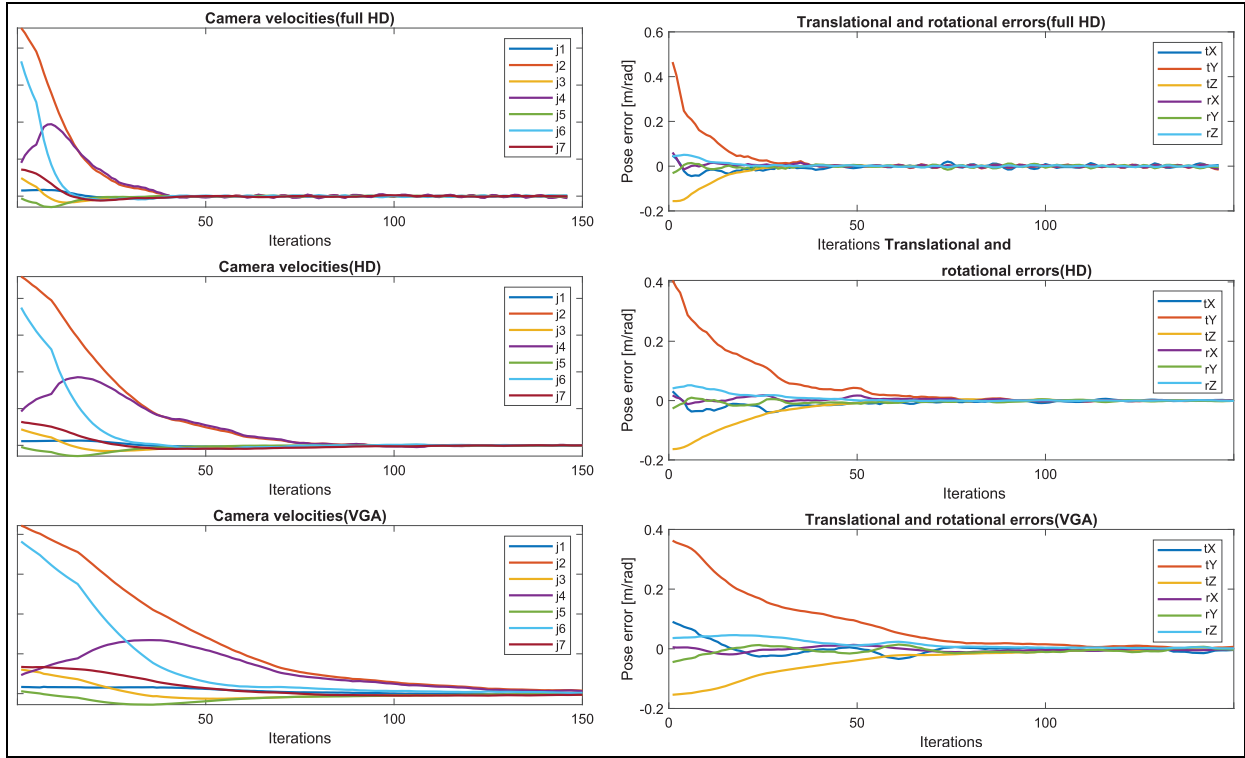 Camera velocities(full HD)
j1
j2
j3
j4
j5
j6
j7
50
100
150
Iterations
Translational and rotational errors(full HD)
0.6
0.4
0.2
0
-0.2
Pose error [m/rad]
tX
tY
tZ
rX
rY
rZ
0
50
100
Iterations Translational and
Camera velocities(HD)
j1
j2
j3
j4
j5
j6
j7
50
100
150
Iterations
rotational errors(HD)
0.4
0.2
0
-0.2
Pose error [m/rad]
tX
tY
tZ
rX
rY
rZ
0
50
100
Iterations
Camera velocities(VGA)
j1
j2
j3
j4
j5
j6
j7
50
100
150
Iterations
Translational and rotational errors(VGA)
0.4
0.2
0
-0.2
Pose error [m/rad]
tX
tY
tZ
rX
rY
rZ
0
50
100
Iterations